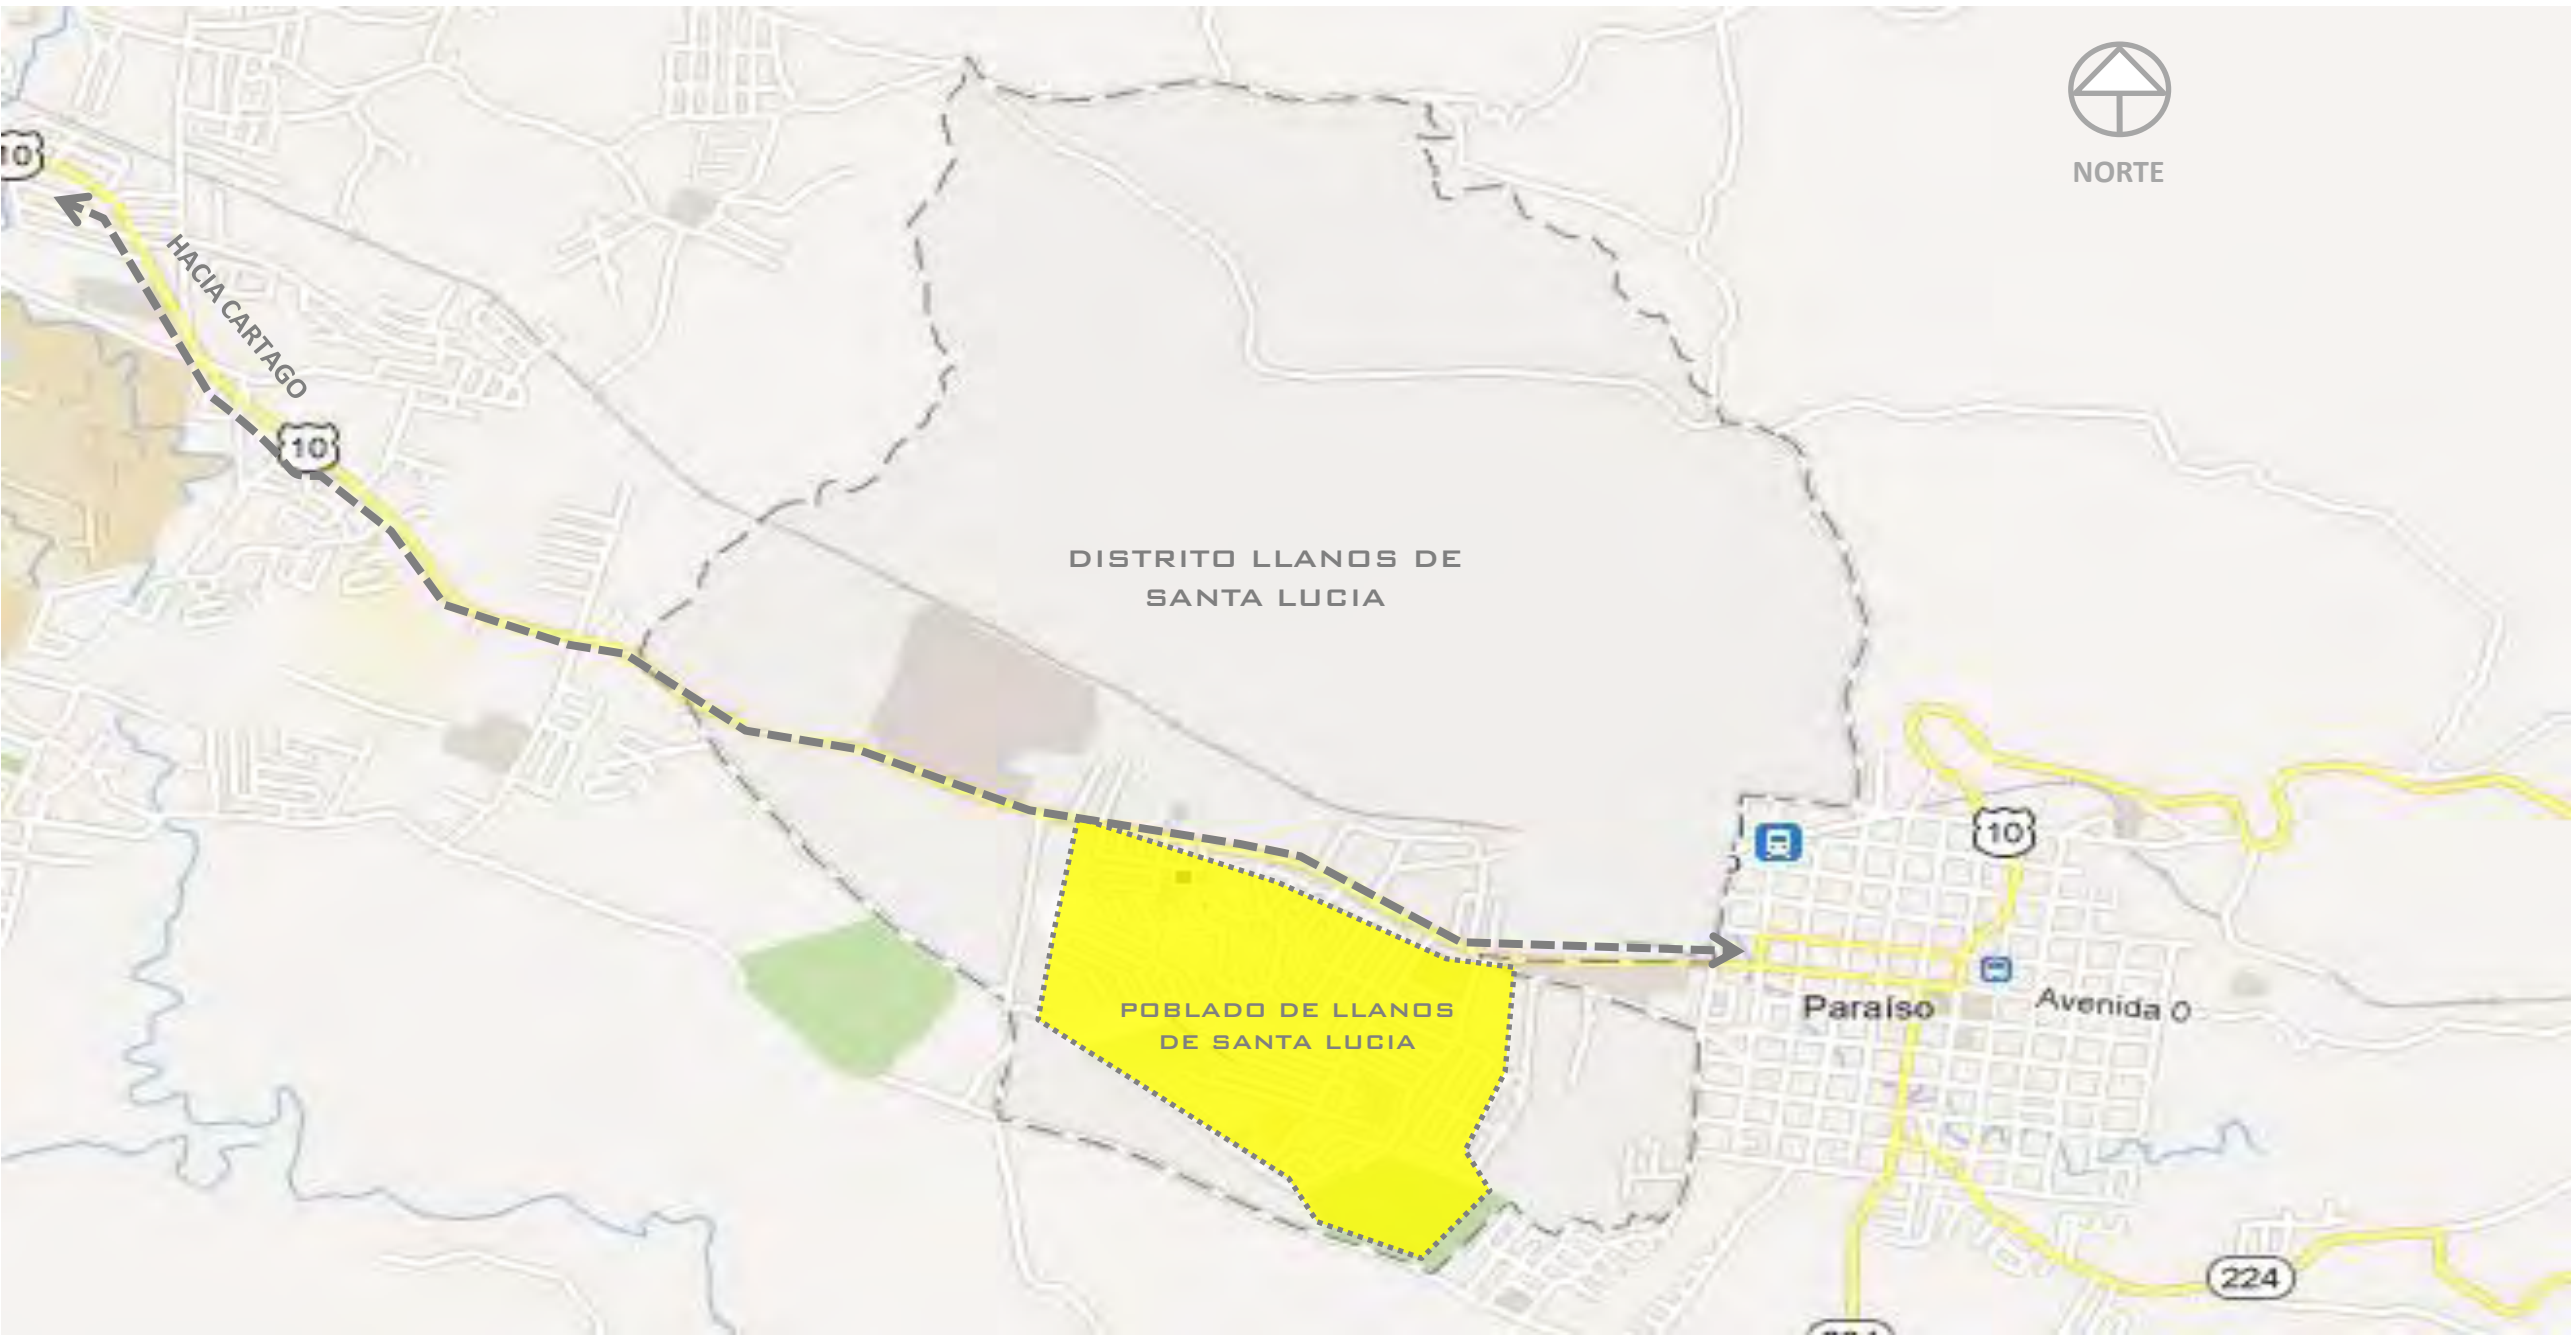 NORTE
10
HACIA CARTAGO
10
DISTRITO LLANOS DE
SANTA LUCIA
10
POBLADO DE LLANOS
DE SANTA LUCIA
Paraíso
Avenida 0
224